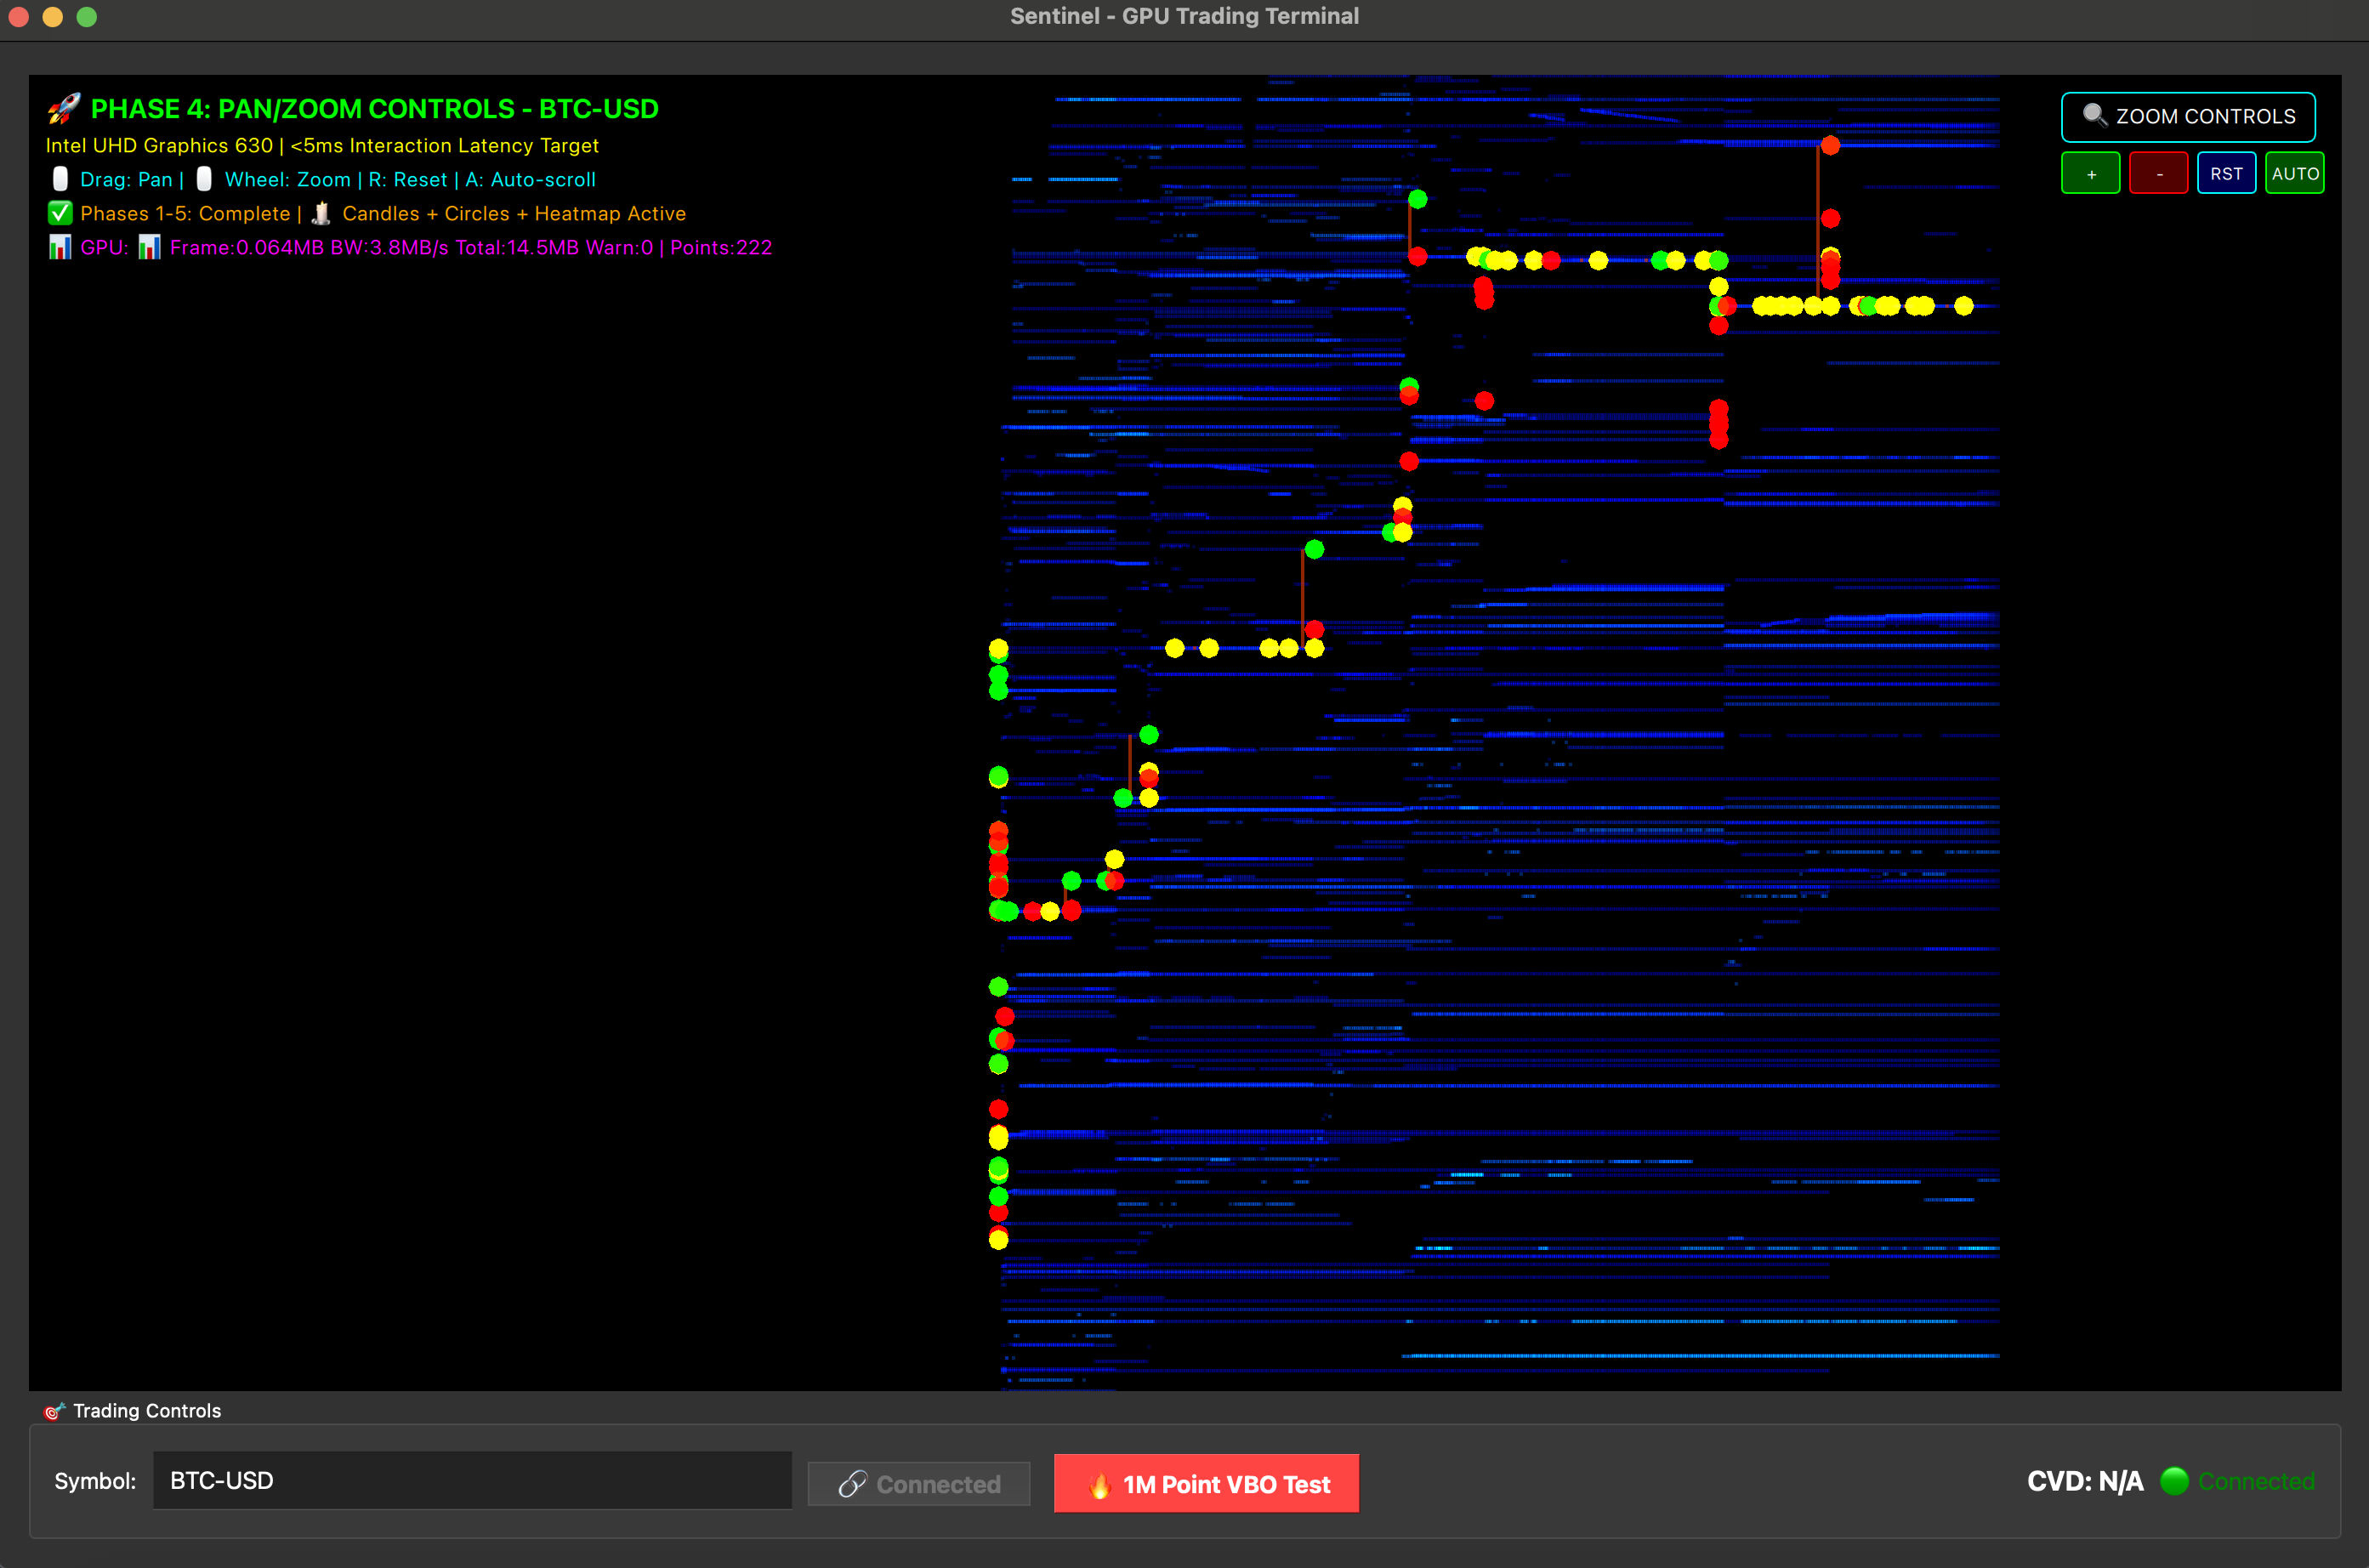 Sentinel - GPU Trading Terminal
🚀 PHASE 4: PAN/ZOOM CONTROLS - BTC-USD
Intel UHD Graphics 630 | <5ms Interaction Latency Target
Drag: Pan | Wheel: Zoom | R: Reset | A: Auto-scroll
✅ Phases 1-5: Complete | 🕯️ Candles + Circles + Heatmap Active
📊 GPU: 📊 Frame:0.064MB BW:3.8MB/s Total:14.5MB Warn:0 | Points:222
🔍 ZOOM CONTROLS
+ - RST AUTO
🎯 Trading Controls
Symbol: BTC-USD 🔗 Connected 🔥 1M Point VBO Test CVD: N/A 🟢 Connected